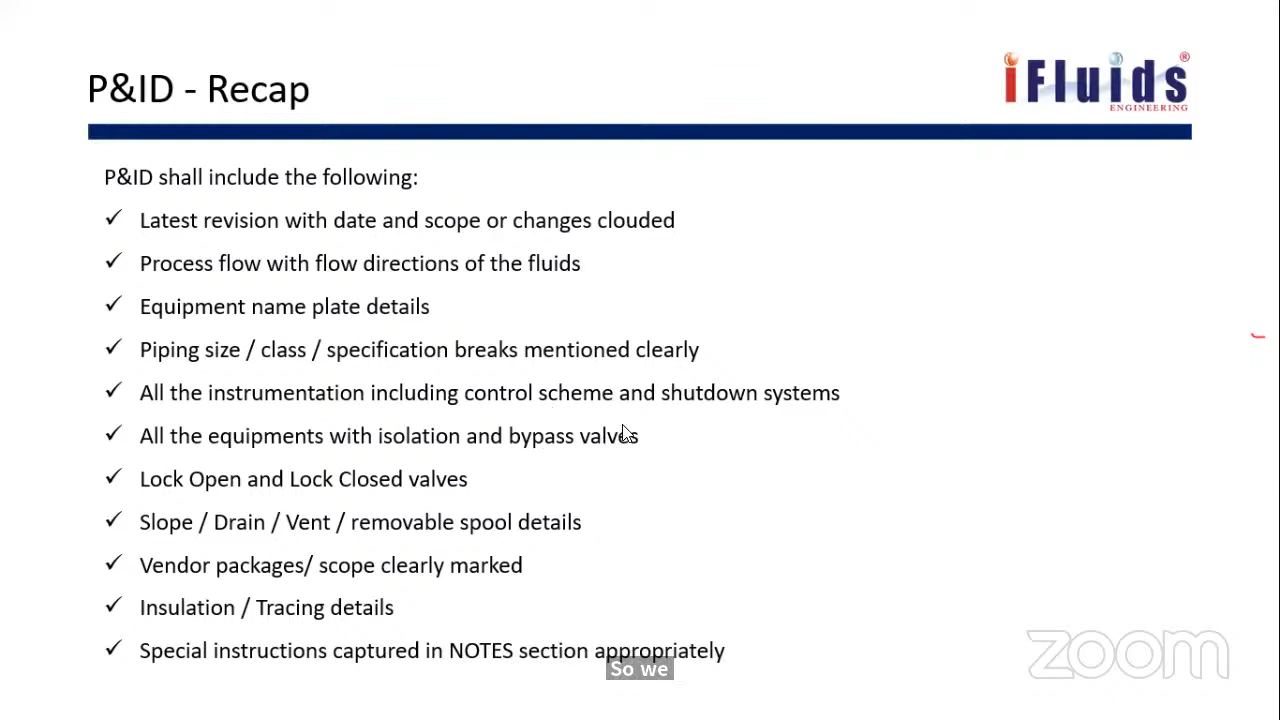 P&ID - Recap
iFluids®
ENGINEERING
P&ID shall include the following:
✓ Latest revision with date and scope or changes clouded
✓ Process flow with flow directions of the fluids
✓ Equipment name plate details
✓ Piping size / class / specification breaks mentioned clearly
✓ All the instrumentation including control scheme and shutdown systems
✓ All the equipments with isolation and bypass valves
✓ Lock Open and Lock Closed valves
✓ Slope / Drain / Vent / removable spool details
✓ Vendor packages/ scope clearly marked
✓ Insulation / Tracing details
✓ Special instructions captured in NOTES section appropriately
So we
zoom